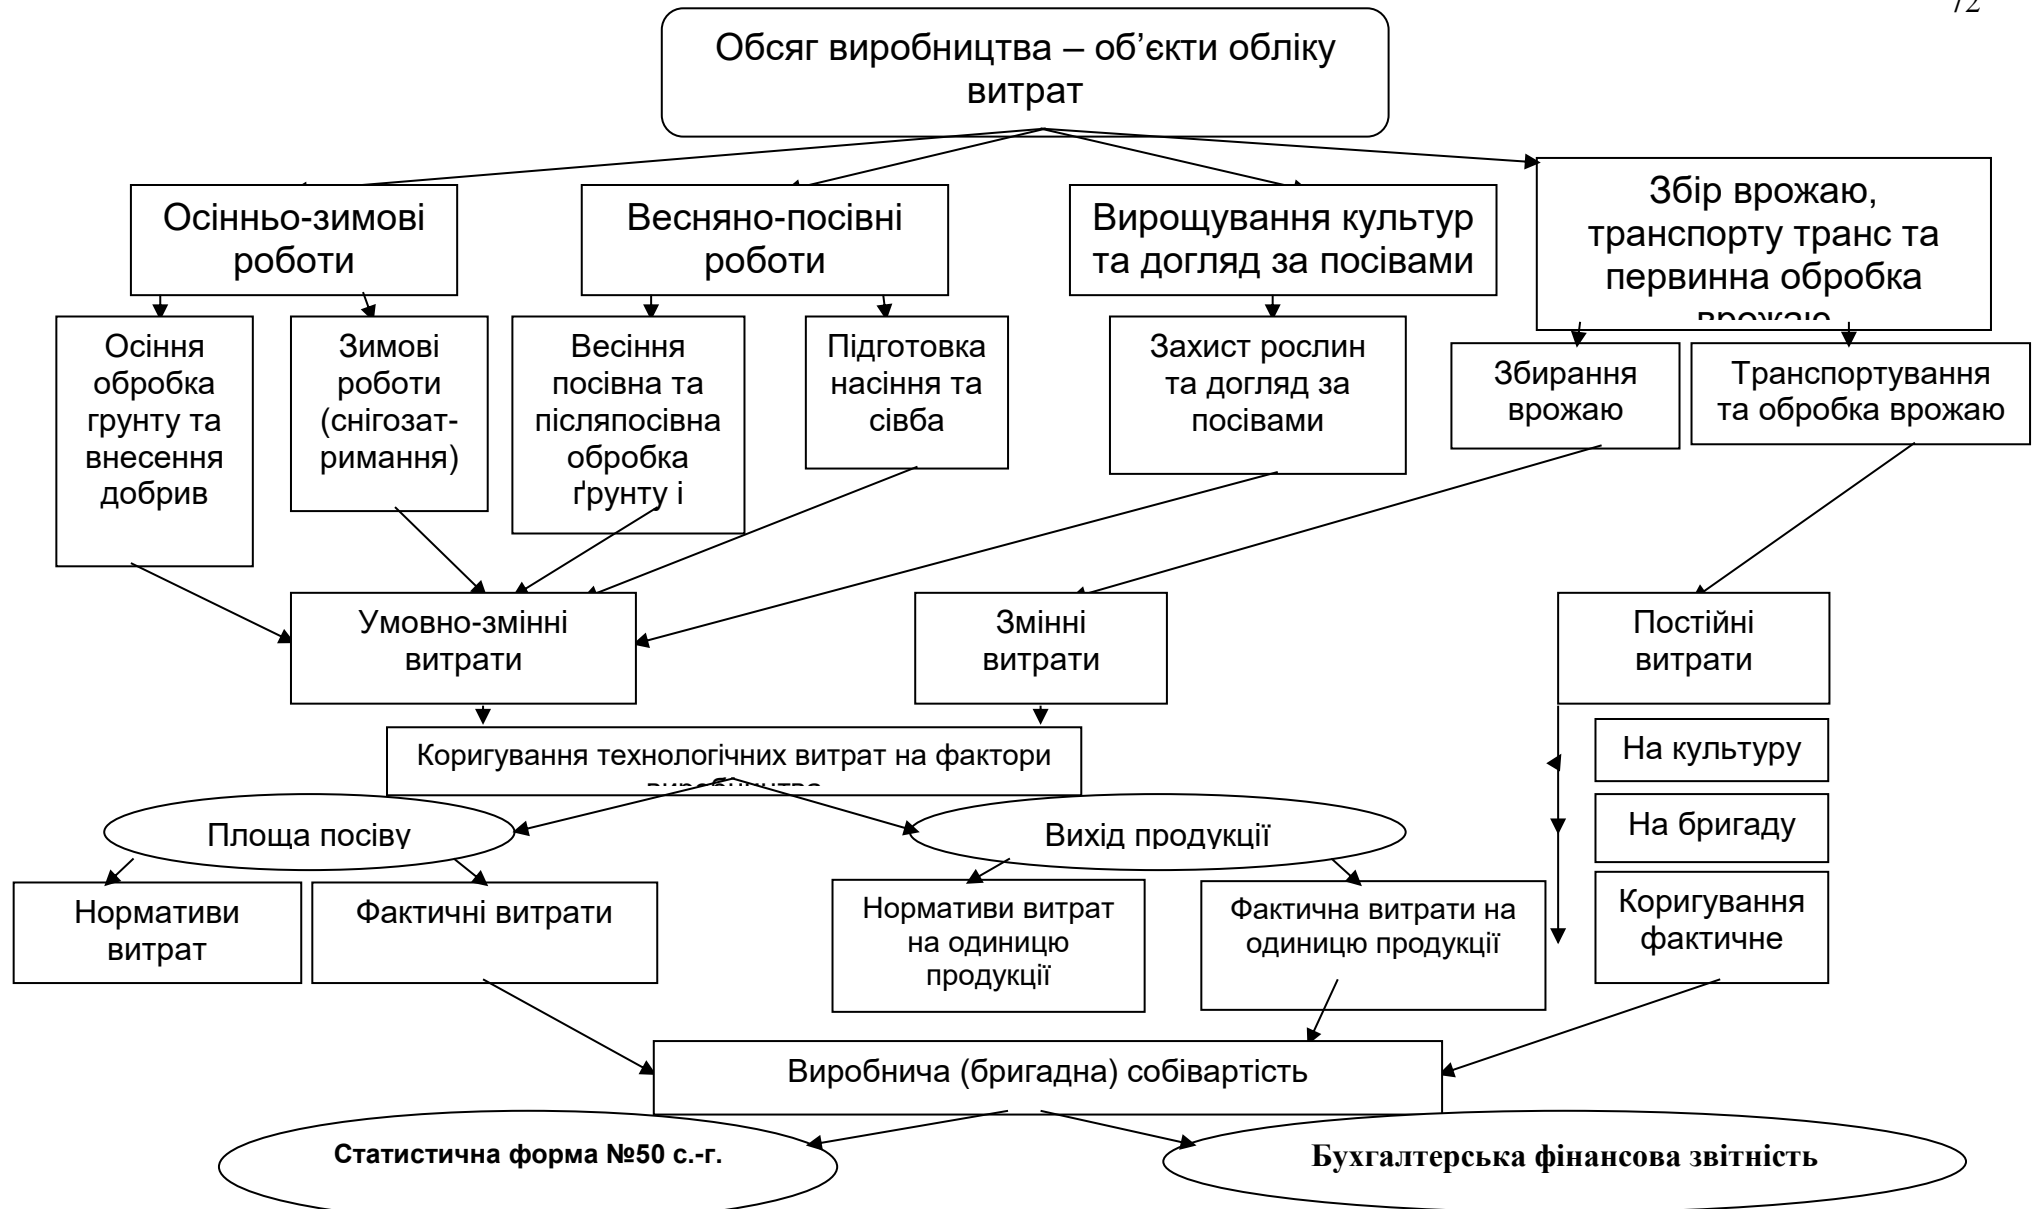 72
Обсяг виробництва – об’єкти обліку
витрат
Осінньо-зимові
роботи
Весняно-посівні
роботи
Вирощування культур
та догляд за посівами
Збір врожаю,
транспорту транс та
первинна обробка
врожаю
Осіння
обробка
грунту та
внесення
добрив
Зимові
роботи
(снігозат-
римання)
Весіння
посівна та
післяпосівна
обробка
ґрунту і
Підготовка
насіння та
сівба
Захист рослин
та догляд за
посівами
Збирання
врожаю
Транспортування
та обробка врожаю
Умовно-змінні
витрати
Змінні
витрати
Постійні
витрати
Коригування технологічних витрат на фактори
На культуру
На бригаду
Коригування
фактичне
Площа посіву
Вихід продукції
Нормативи
витрат
Фактичні витрати
Нормативи витрат
на одиницю
продукції
Фактична витрати на
одиницю продукції
Виробнича (бригадна) собівартість
Статистична форма №50 с.-г.
Бухгалтерська фінансова звітність